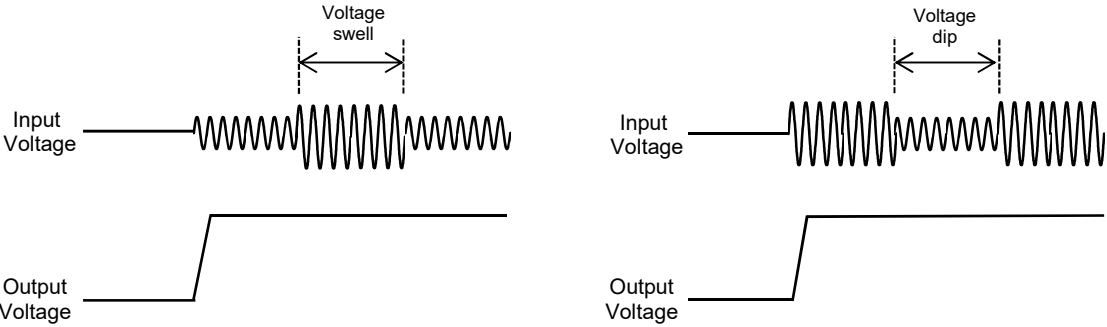 Voltage
swell
Input
Voltage
Output
Voltage
Voltage
dip
Input
Voltage
Output
Voltage